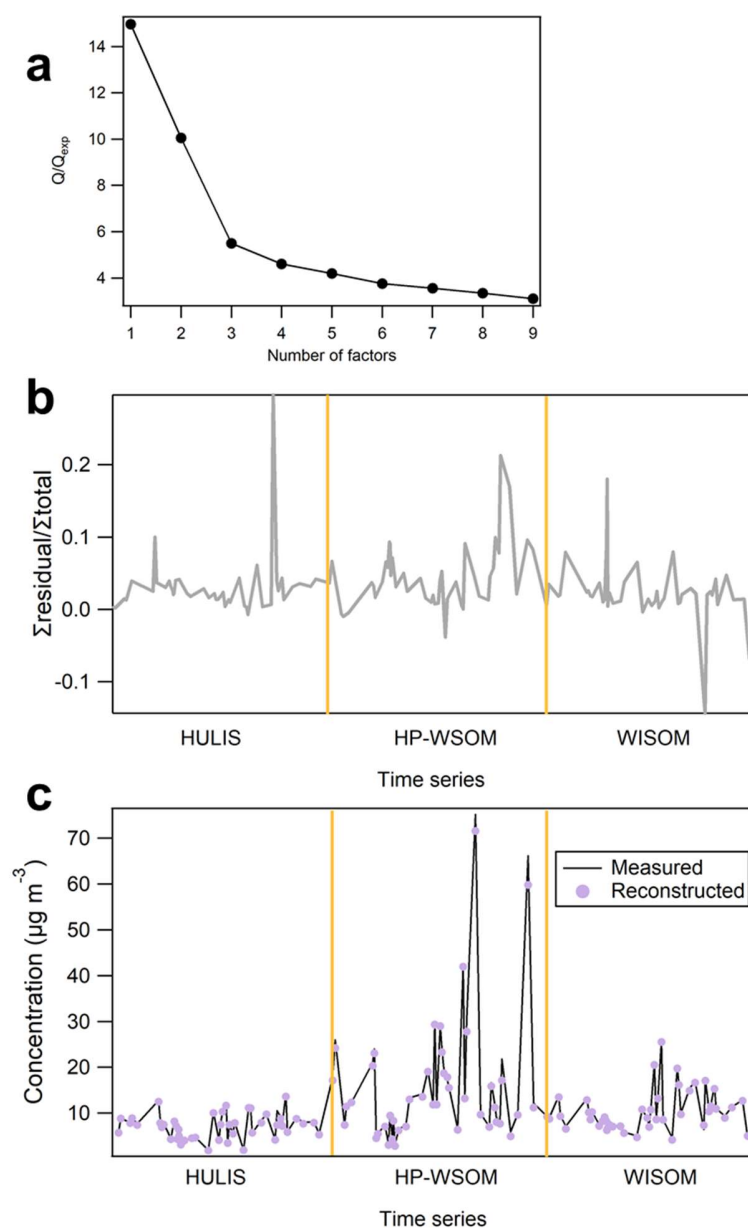 a
14
12
10
8
6
4
Q/Qexp
1 2 3 4 5 6 7 8 9
Number of factors
b
0.2
0.1
0.0
-0.1
Σresidual/Σtotal
HULIS HP-WSOM WISOM
Time series
c
70
60
50
40
30
20
10
Concentration (µg m⁻³)
Measured
Reconstructed
HULIS HP-WSOM WISOM
Time series